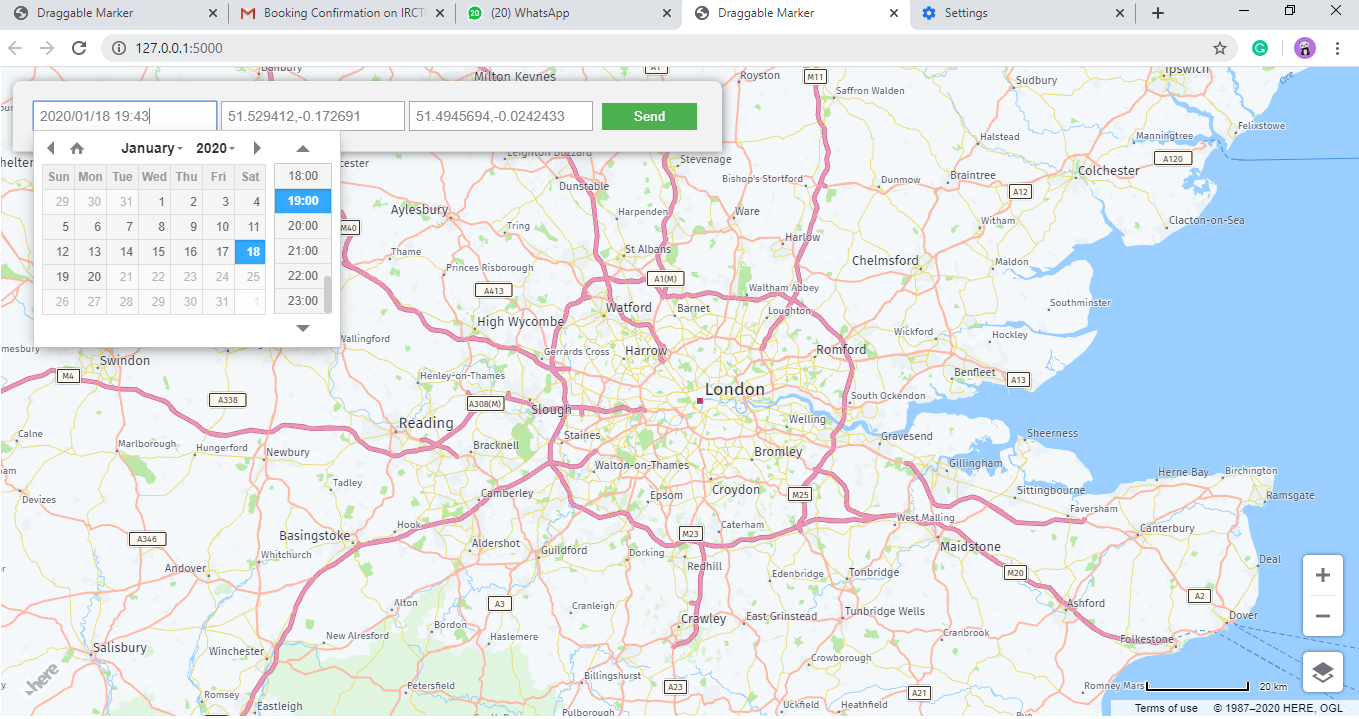 Draggable Marker
Booking Confirmation on IRCTC
(20) WhatsApp
Draggable Marker
Settings
127.0.0.1:5000
2020/01/18 19:43
51.529412,-0.172691
51.4945694,-0.0242433
Send
January 2020
Sun Mon Tue Wed Thu Fri Sat
29 30 31 1 2 3 4
5 6 7 8 9 10 11
12 13 14 15 16 17 18
19 20 21 22 23 24 25
26 27 28 29 30 31 1
18:00
19:00
20:00
21:00
22:00
23:00
Banbury
Milton Keynes
A1
Royston
M11
Saffron Walden
Sudbury
Ipswich
Ore
Felixstowe
Halstead
Manningtree
A120
Leighton Buzzard
Stevenage
Bishop's Stortford
Dunstable
Dunmow
Braintree
Colchester
A12
Aylesbury
Harpenden
Ware
Witham
Clacton-on-Sea
Tring
M40
Thame
St Albans
Harlow
Chelmsford
Maldon
Princes Risborough
A1(M)
A413
Waltham Abbey
Southminster
Watford
Barnet
Loughton
High Wycombe
Wickford
Hockley
Wallingford
Gerrards Cross
Harrow
Romford
Swindon
M4
Henley-on-Thames
Benfleet
A13
London
A338
A308(M)
Slough
South Ockendon
Reading
Welling
Calne
Marlborough
Hungerford
Newbury
Bracknell
Staines
Gravesend
Sheerness
Bromley
Walton-on-Thames
Gillingham
Herne Bay
Birchington
Tadley
Camberley
Epsom
Croydon
M25
Sittingbourne
Ramsgate
Devizes
Hook
Caterham
West Malling
Faversham
Canterbury
A346
Basingstoke
M23
Whitchurch
Aldershot
Guildford
Dorking
Redhill
Maidstone
Deal
Andover
Edenbridge
Tonbridge
M20
A2
Ashford
Dover
Alton
A3
Cranleigh
Crawley
East Grinstead
Tunbridge Wells
Bordon
New Alresford
Haslemere
Cranbrook
Folkestone
Salisbury
Winchester
Crowborough
here
Billingshurst
Petersfield
A23
A21
Romney Mars
20 km
Romsey
Eastleigh
Pulborough
Uckfield
Heathfield
Terms of use
© 1987–2020 HERE, OGL